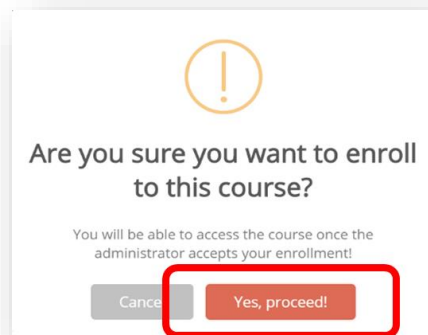 Are you sure you want to enroll
to this course?
You will be able to access the course once the
administrator accepts your enrollment!
Cance
Yes, proceed!